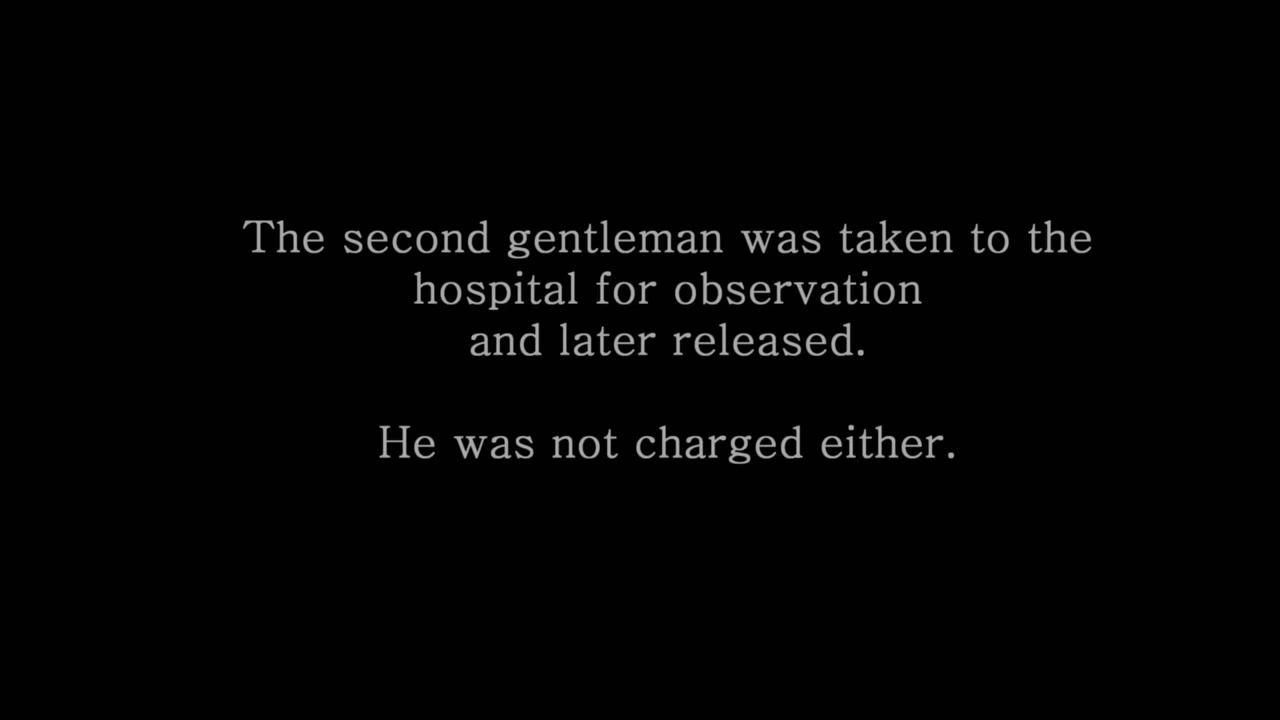 The second gentleman was taken to the
hospital for observation
and later released.
He was not charged either.